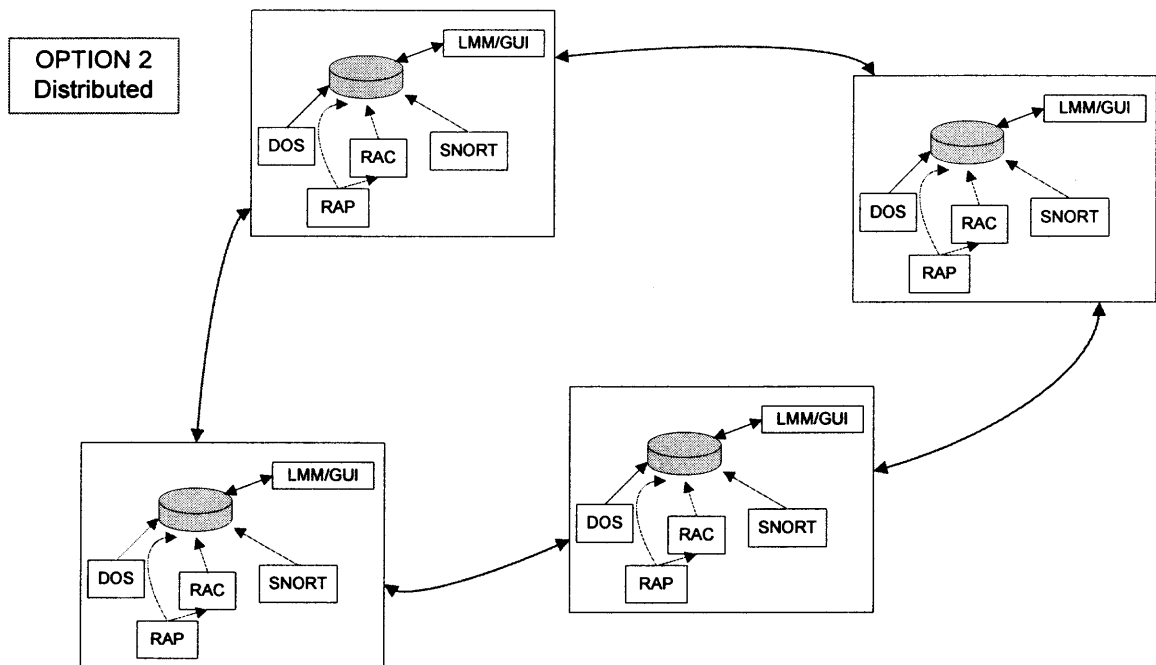 OPTION 2
Distributed
LMM/GUI
DOS
RAC
SNORT
RAP
LMM/GUI
DOS
RAC
SNORT
RAP
LMM/GUI
DOS
RAC
SNORT
RAP
LMM/GUI
DOS
RAC
SNORT
RAP